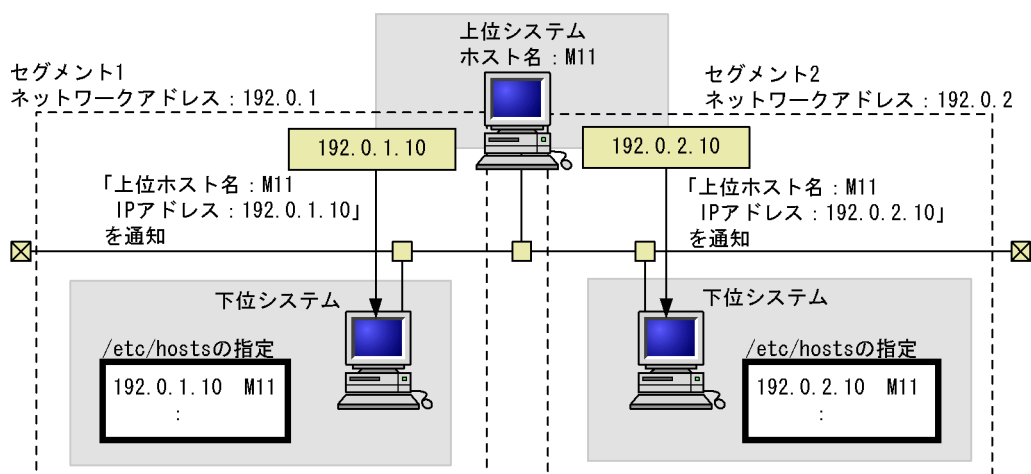 上位システム
ホスト名：M11
セグメント1
ネットワークアドレス：192.0.1
セグメント2
ネットワークアドレス：192.0.2
192.0.1.10
192.0.2.10
「上位ホスト名：M11
IPアドレス：192.0.1.10」
を通知
「上位ホスト名：M11
IPアドレス：192.0.2.10」
を通知
下位システム
/etc/hostsの指定
192.0.1.10 M11
：
下位システム
/etc/hostsの指定
192.0.2.10 M11
：